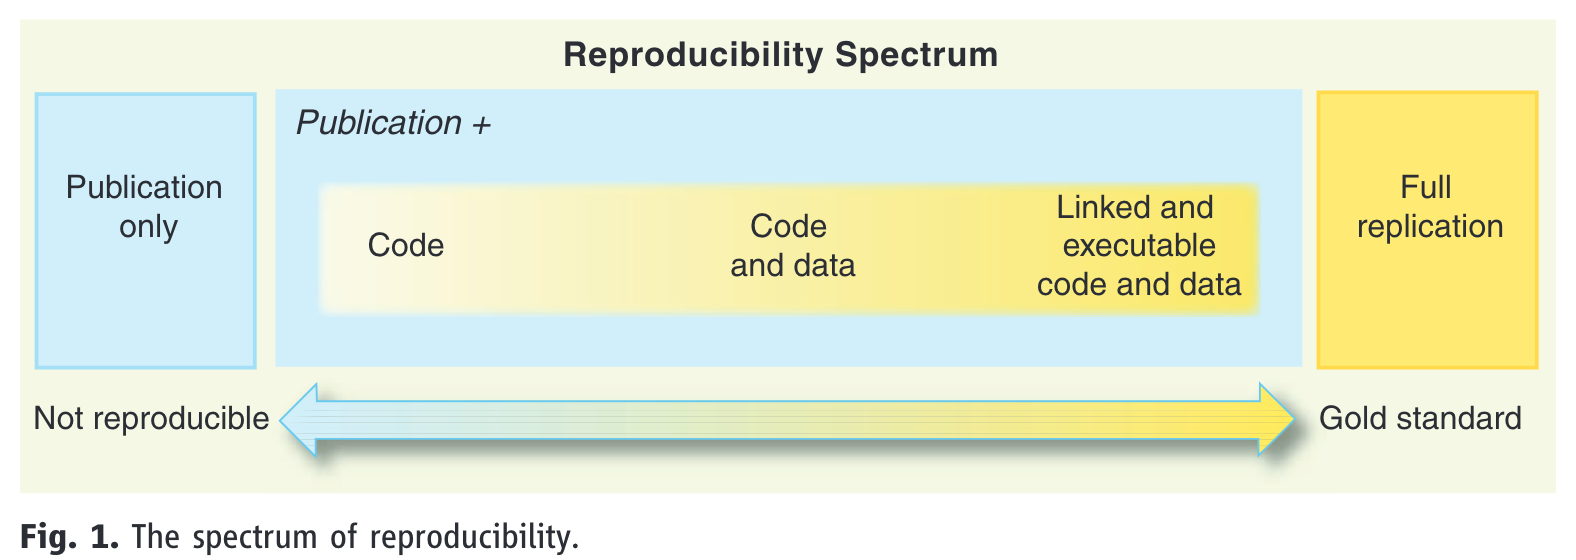 Reproducibility Spectrum
Publication
only
Publication +
Code
Code
and data
Linked and
executable
code and data
Full
replication
Not reproducible
Gold standard
Fig. 1. The spectrum of reproducibility.